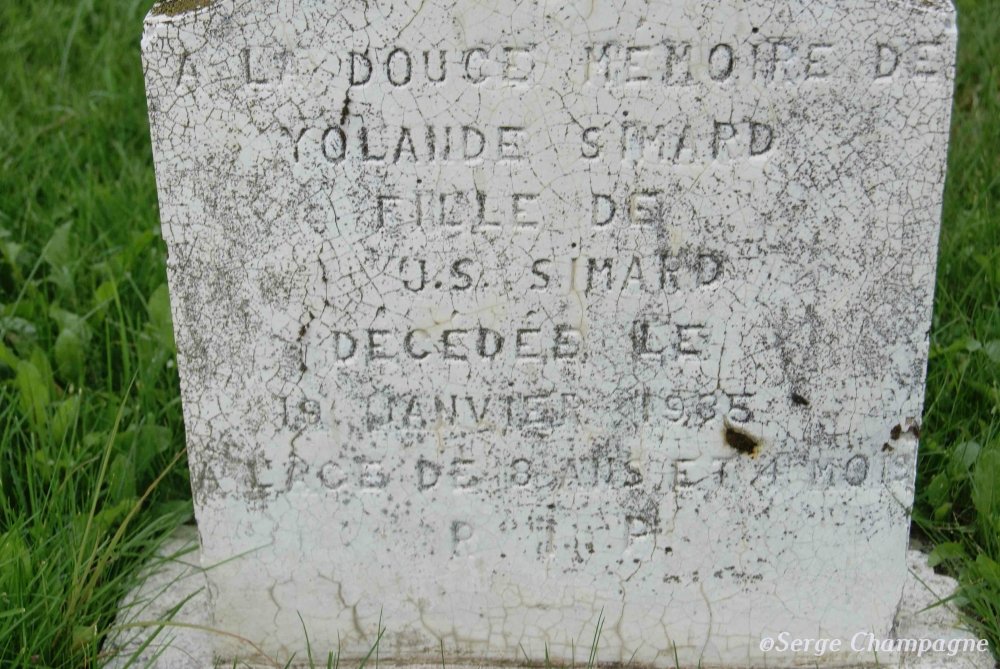 A LA DOUCE MEMOIRE DE
YOLANDE SIMARD
FILLE DE
J.S. SIMARD
DÉCÉDÉE LE
19 JANVIER 1935
A L'AGE DE 8 ANS ET 4 MOIS
R I P
©Serge Champagne